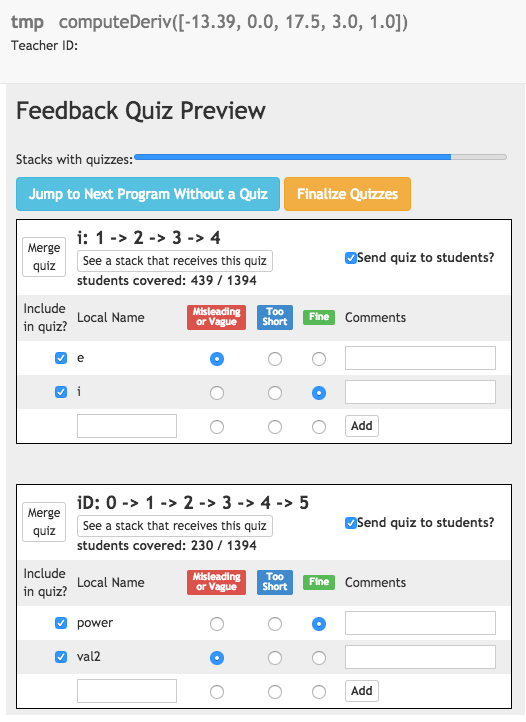 tmp computeDeriv([-13.39, 0.0, 17.5, 3.0, 1.0])
Teacher ID:
Feedback Quiz Preview
Stacks with quizzes:
Jump to Next Program Without a Quiz Finalize Quizzes
Merge quiz
i: 1 -> 2 -> 3 -> 4
See a stack that receives this quiz
students covered: 439 / 1394
Send quiz to students?
Include in quiz? Local Name Misleading or Vague Too Short Fine Comments
e
i
Add
Merge quiz
iD: 0 -> 1 -> 2 -> 3 -> 4 -> 5
See a stack that receives this quiz
students covered: 230 / 1394
Send quiz to students?
Include in quiz? Local Name Misleading or Vague Too Short Fine Comments
power
val2
Add